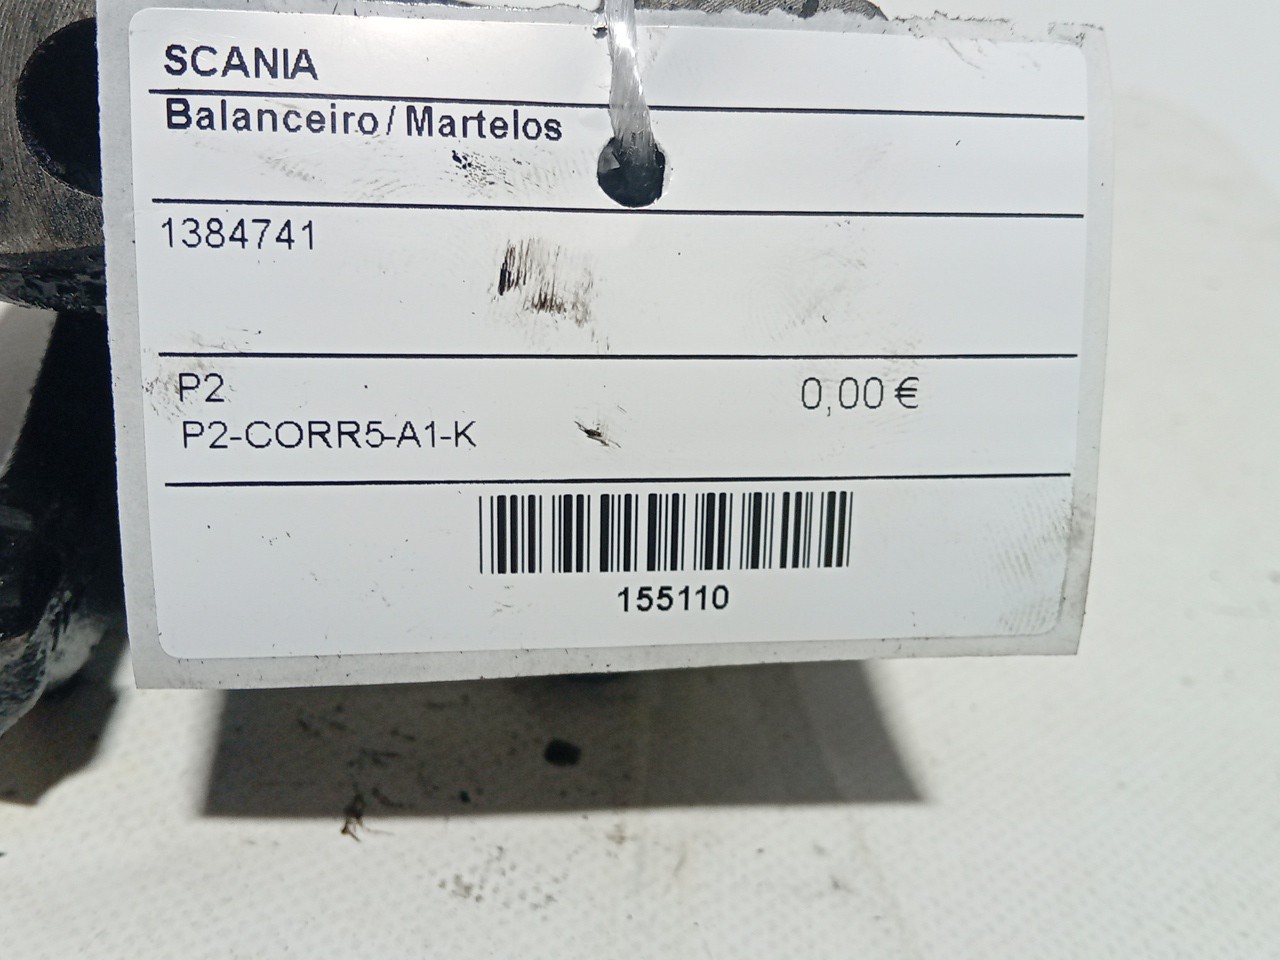 SCANIA
Balanceiro / Martelos
1384741
P2
0,00 €
P2-CORR5-A1-K
155110